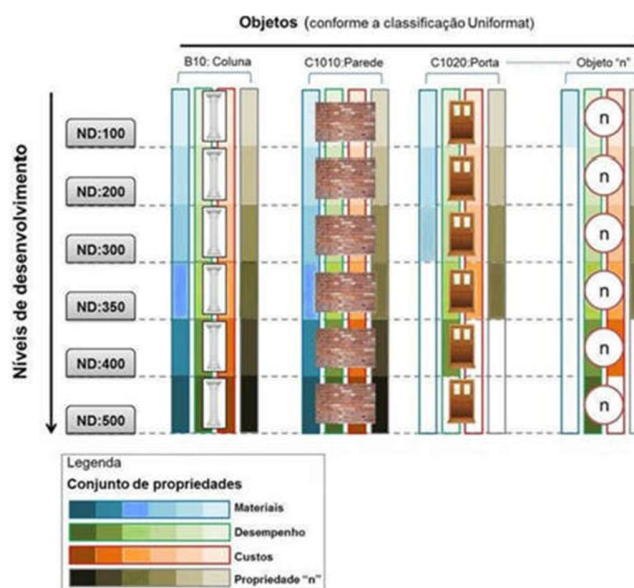 Objetos (conforme a classificação Uniformat)
B10: Coluna
C1010:Parede
C1020:Porta
Objeto “n”
Níveis de desenvolvimento
ND:100
n
ND:200
n
ND:300
n
ND:350
n
ND:400
n
ND:500
n
Legenda
Conjunto de propriedades
Materiais
Desempenho
Custos
Propriedade “n”